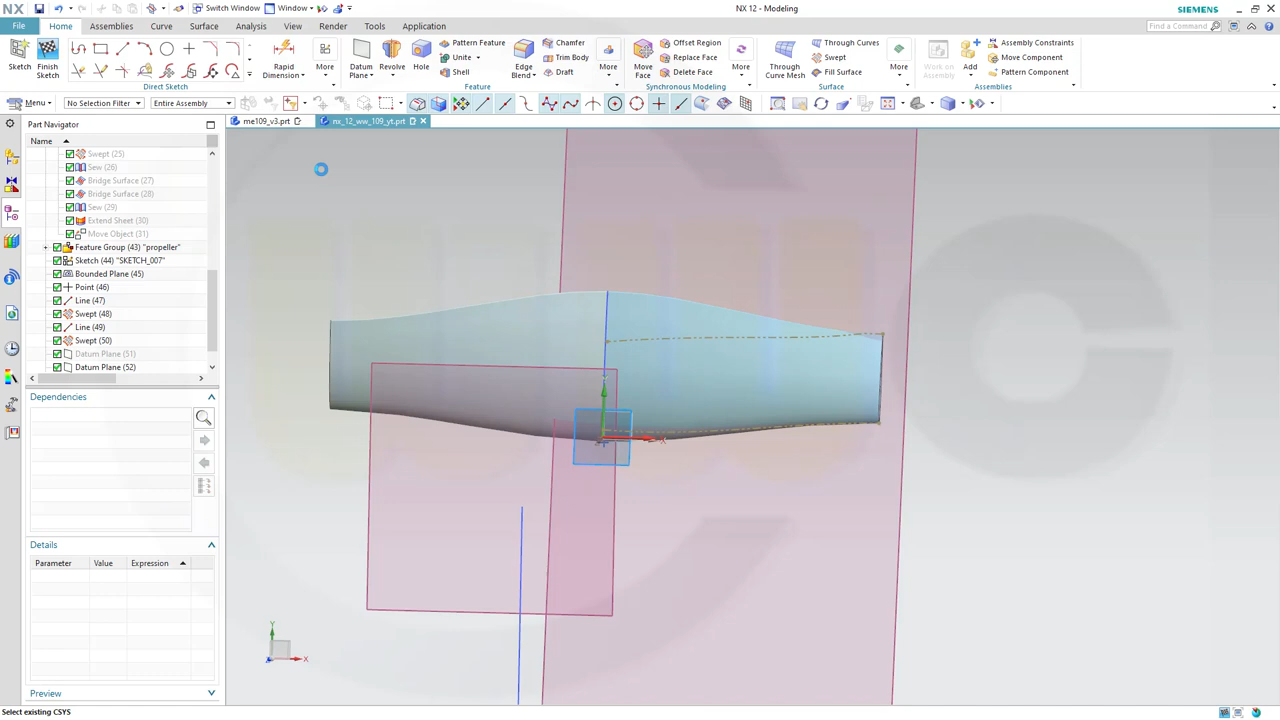 NX
Switch Window
Window
NX 12 - Modeling
SIEMENS
File
Home
Assemblies
Curve
Surface
Analysis
View
Render
Tools
Application
Find a Command
Sketch
Finish Sketch
Rapid Dimension
More
Direct Sketch
Datum Plane
Revolve
Hole
Pattern Feature
Unite
Shell
Edge Blend
Chamfer
Trim Body
Draft
More
Feature
Move Face
Offset Region
Replace Face
Delete Face
More
Synchronous Modeling
Through Curve Mesh
Through Curves
Swept
Fill Surface
More
Surface
Work on Assembly
Add
Assembly Constraints
Move Component
Pattern Component
Assemblies
Menu
No Selection Filter
Entire Assembly
Part Navigator
me109_v3.prt
nx_12_ww_109_yt.prt
Name
Swept (25)
Sew (26)
Bridge Surface (27)
Bridge Surface (28)
Sew (29)
Extend Sheet (30)
Move Object (31)
Feature Group (43) "propeller"
Sketch (44) "SKETCH_007"
Bounded Plane (45)
Point (46)
Line (47)
Swept (48)
Line (49)
Swept (50)
Datum Plane (51)
Datum Plane (52)
Dependencies
Details
Parameter
Value
Expression
Preview
X
Y
X
Select existing CSYS